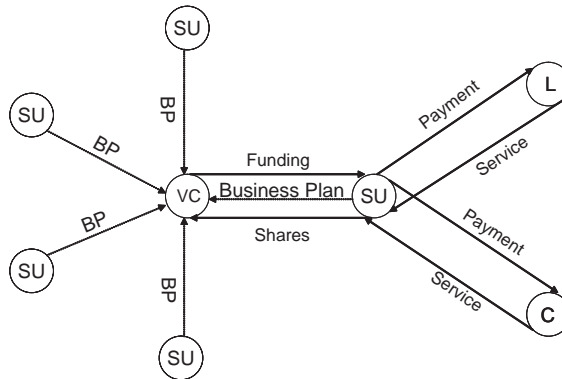 SU
BP
SU
BP
L
Payment
Service
Funding
VC
Business Plan
SU
Shares
Payment
Service
BP
SU
BP
SU
C